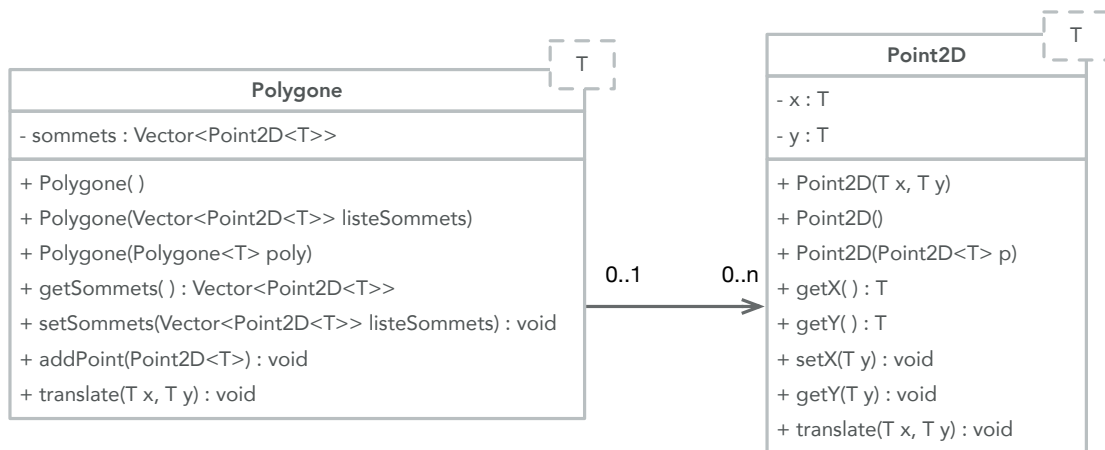 T
Polygone
- sommets : Vector<Point2D<T>>
+ Polygone( )
+ Polygone(Vector<Point2D<T>> listeSommets)
+ Polygone(Polygone<T> poly)
+ getSommets( ) : Vector<Point2D<T>>
+ setSommets(Vector<Point2D<T>> listeSommets) : void
+ addPoint(Point2D<T>) : void
+ translate(T x, T y) : void
0..1
0..n
T
Point2D
- x : T
- y : T
+ Point2D(T x, T y)
+ Point2D()
+ Point2D(Point2D<T> p)
+ getX( ) : T
+ getY( ) : T
+ setX(T y) : void
+ getY(T y) : void
+ translate(T x, T y) : void